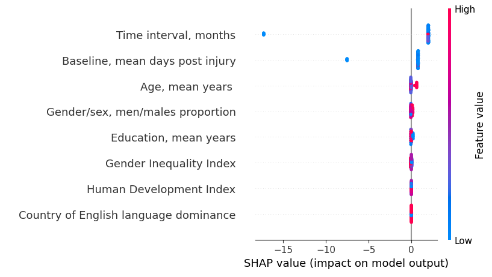 High
Time interval, months
Baseline, mean days post injury
Age, mean years
Gender/sex, men/males proportion
Education, mean years
Gender Inequality Index
Human Development Index
Country of English language dominance
Feature value
Low
−15 −10 −5 0
SHAP value (impact on model output)